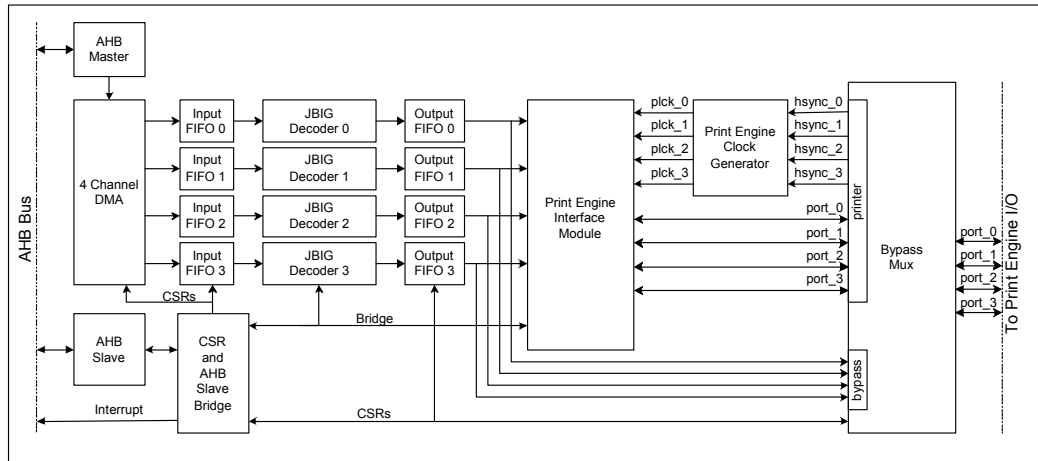 AHB
Master
AHB Bus
4 Channel
DMA
Input
FIFO 0
JBIG
Decoder 0
Output
FIFO 0
Input
FIFO 1
JBIG
Decoder 1
Output
FIFO 1
Input
FIFO 2
JBIG
Decoder 2
Output
FIFO 2
Input
FIFO 3
JBIG
Decoder 3
Output
FIFO 3
Print Engine
Interface
Module
plck_0
plck_1
plck_2
plck_3
Print Engine
Clock
Generator
hsync_0
hsync_1
hsync_2
hsync_3
port_0
port_1
port_2
port_3
printer
Bypass
Mux
port_0
port_1
port_2
port_3
To Print Engine I/O
CSRs
Bridge
AHB
Slave
CSR
and
AHB
Slave
Bridge
bypass
Interrupt
CSRs